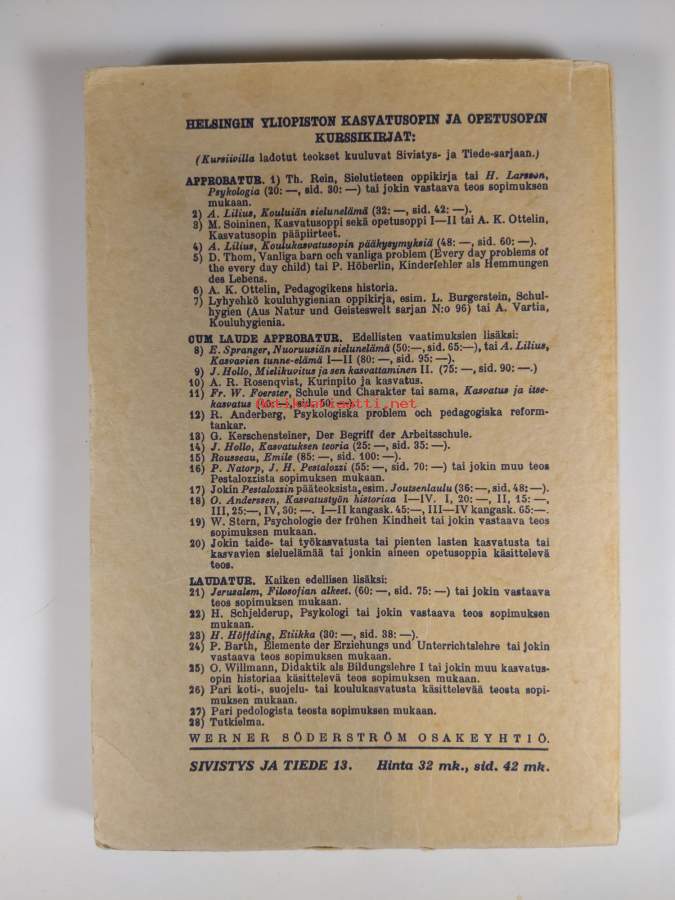 HELSINGIN YLIOPISTON KASVATUSOPIN JA OPETUSOPIN
KURSSIKIRJAT:
(Kursiivilla ladotut teokset kuuluvat Sivistys- ja Tiede-sarjaan.)
APPROBATUR. 1) Th. Rein, Sielutieteen oppikirja tai H. Larsson,
Psykologia (20: —, sid. 30: —) tai jokin vastaava teos sopimuksen
mukaan.
2) A. Lilius, Kouluiän sielunelämä (32: —, sid. 42: —).
3) M. Soininen, Kasvatusoppi sekä opetusoppi I—II tai A. K. Ottelin,
Kasvatusopin pääpiirteet.
4) A. Lilius, Koulukasvatusopin pääkysymyksiä (48: —, sid. 60: —).
5) D. Thom, Vanliga barn och vanliga problem (Every day problems of
the every day child) tai P. Höberlin, Kinderfehler als Hemmungen
des Lebens.
6) A. K. Ottelin, Pedagogikens historia.
7) Lyhyehkö kouluhygienian oppikirja, esim. L. Burgerstein, Schul-
hygien (Aus Natur und Geisteswelt sarjan N:o 96) tai A. Vartia,
Kouluhygienia.
CUM LAUDE APPROBATUR. Edellisten vaatimuksien lisäksi:
8) E. Spranger, Nuoruusiän sielunelämä (50:—, sid. 65:—), tai A. Lilius,
Kasvavien tunne-elämä I—II (80: —, sid. 95: —).
9) J. Hollo, Mielikuvitus ja sen kasvattaminen II. (75: —, sid. 90: —.)
10) A. R. Rosenqvist, Kurinpito ja kasvatus.
11) Fr. W. Foerster, Schule und Charakter tai sama, Kasvatus ja itse-
kasvatus (40: —, sid. 50: —).
12) R. Anderberg, Psykologiska problem och pedagogiska reform-
tankar.
13) G. Kerschensteiner, Der Begriff der Arbeitsschule.
14) J. Hollo, Kasvatuksen teoria (25: —, sid. 35: —).
15) Rousseau, Emile (85: —, sid. 100: —).
16) P. Natorp, J. H. Pestalozzi (55: —, sid. 70: —) tai jokin muu teos
Pestalozzista sopimuksen mukaan.
17) Jokin Pestalozzin pääteoksista, esim. Joutsenlaulu (36: —, sid. 48: —).
18) O. Anderssen, Kasvatustyön historiaa I—IV. I, 20: —, II, 15: —,
III, 25:—, IV, 30: —. I—II kangask. 45:—, III—IV kangask. 65:—.
19) W. Stern, Psychologie der frühen Kindheit tai jokin vastaava teos
sopimuksen mukaan.
20) Jokin taide- tai työkasvatusta tai pienten lasten kasvatusta tai
kasvavien sieluelämää tai jonkin aineen opetusoppia käsittelevä
teos.
LAUDATUR. Kaiken edellisen lisäksi:
21) Jerusalem, Filosofian alkeet. (60: —, sid. 75: —) tai jokin vastaava
teos sopimuksen mukaan.
22) H. Schjelderup, Psykologi tai jokin vastaava teos sopimuksen
mukaan.
23) H. Höffding, Etiikka (30: —, sid. 38: —).
24) P. Barth, Elemente der Erziehungs und Unterrichtslehre tai jokin
vastaava teos sopimuksen mukaan.
25) O. Willmann, Didaktik als Bildungslehre I tai jokin muu kasvatus-
opin historiaa käsittelevä teos sopimuksen mukaan.
26) Pari koti-, suojelu- tai koulukasvatusta käsittelevää teosta sopi-
muksen mukaan.
27) Pari pedologista teosta sopimuksen mukaan.
28) Tutkielma.
WERNER SÖDERSTRÖM OSAKEYHTIÖ.
SIVISTYS JA TIEDE 13. Hinta 32 mk., sid. 42 mk.